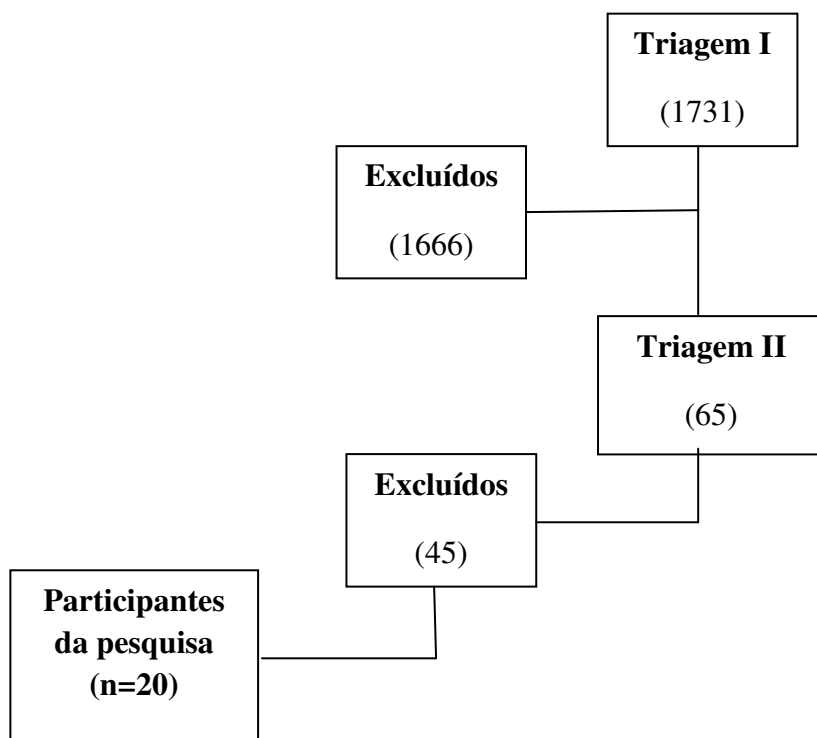 Triagem I
(1731)
Excluídos
(1666)
Triagem II
(65)
Excluídos
(45)
Participantes
da pesquisa
(n=20)